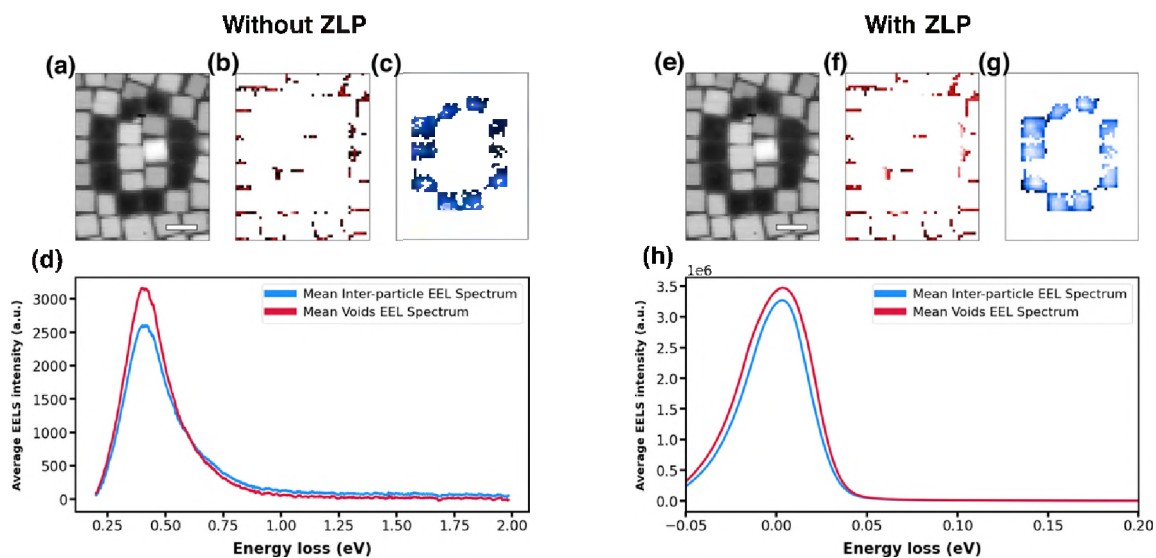 Without ZLP
With ZLP
(a)
(b)
(c)
(e)
(f)
(g)
(d)
Average EELS intensity (a.u.)
3000
2500
2000
1500
1000
500
0
Mean Inter-particle EEL Spectrum
Mean Voids EEL Spectrum
0.25 0.50 0.75 1.00 1.25 1.50 1.75 2.00
Energy loss (eV)
(h)
1e6
Average EELS intensity (a.u.)
3.5
3.0
2.5
2.0
1.5
1.0
0.5
0.0
Mean Inter-particle EEL Spectrum
Mean Voids EEL Spectrum
−0.05 0.00 0.05 0.10 0.15 0.20
Energy loss (eV)